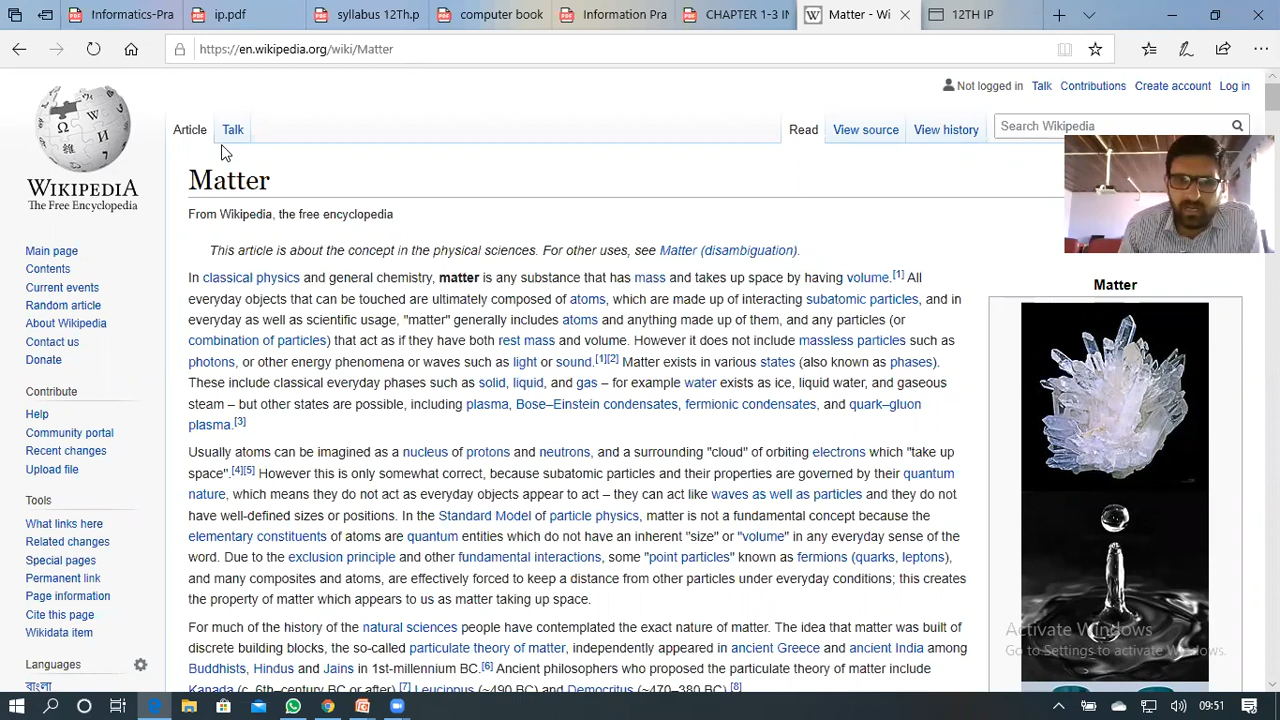 Informatics-Pra
ip.pdf
syllabus 12Th.p
computer book
Information Pra
CHAPTER 1-3 IN
W Matter - Wi
12TH IP
https://en.wikipedia.org/wiki/Matter
Not logged in Talk Contributions Create account Log in
Article Talk
Read View source View history
Search Wikipedia
WIKIPEDIA
The Free Encyclopedia
Main page
Contents
Current events
Random article
About Wikipedia
Contact us
Donate
Contribute
Help
Community portal
Recent changes
Upload file
Tools
What links here
Related changes
Special pages
Permanent link
Page information
Cite this page
Wikidata item
Languages
বাংলা
Matter
From Wikipedia, the free encyclopedia
This article is about the concept in the physical sciences. For other uses, see Matter (disambiguation).
In classical physics and general chemistry, matter is any substance that has mass and takes up space by having volume.[1] All
everyday objects that can be touched are ultimately composed of atoms, which are made up of interacting subatomic particles, and in
everyday as well as scientific usage, "matter" generally includes atoms and anything made up of them, and any particles (or
combination of particles) that act as if they have both rest mass and volume. However it does not include massless particles such as
photons, or other energy phenomena or waves such as light or sound.[1][2] Matter exists in various states (also known as phases).
These include classical everyday phases such as solid, liquid, and gas – for example water exists as ice, liquid water, and gaseous
steam – but other states are possible, including plasma, Bose–Einstein condensates, fermionic condensates, and quark–gluon
plasma.[3]
Usually atoms can be imagined as a nucleus of protons and neutrons, and a surrounding "cloud" of orbiting electrons which "take up
space".[4][5] However this is only somewhat correct, because subatomic particles and their properties are governed by their quantum
nature, which means they do not act as everyday objects appear to act – they can act like waves as well as particles and they do not
have well-defined sizes or positions. In the Standard Model of particle physics, matter is not a fundamental concept because the
elementary constituents of atoms are quantum entities which do not have an inherent "size" or "volume" in any everyday sense of the
word. Due to the exclusion principle and other fundamental interactions, some "point particles" known as fermions (quarks, leptons),
and many composites and atoms, are effectively forced to keep a distance from other particles under everyday conditions; this creates
the property of matter which appears to us as matter taking up space.
For much of the history of the natural sciences people have contemplated the exact nature of matter. The idea that matter was built of
discrete building blocks, the so-called particulate theory of matter, independently appeared in ancient Greece and ancient India among
Buddhists, Hindus and Jains in 1st-millennium BC.[6] Ancient philosophers who proposed the particulate theory of matter include
Kanada (c. 6th–century BC or after),[7] Leucippus (~490 BC) and Democritus (~470–380 BC).[8]
Matter
Activate Windows
Go to Settings to activate Windows.
09:51